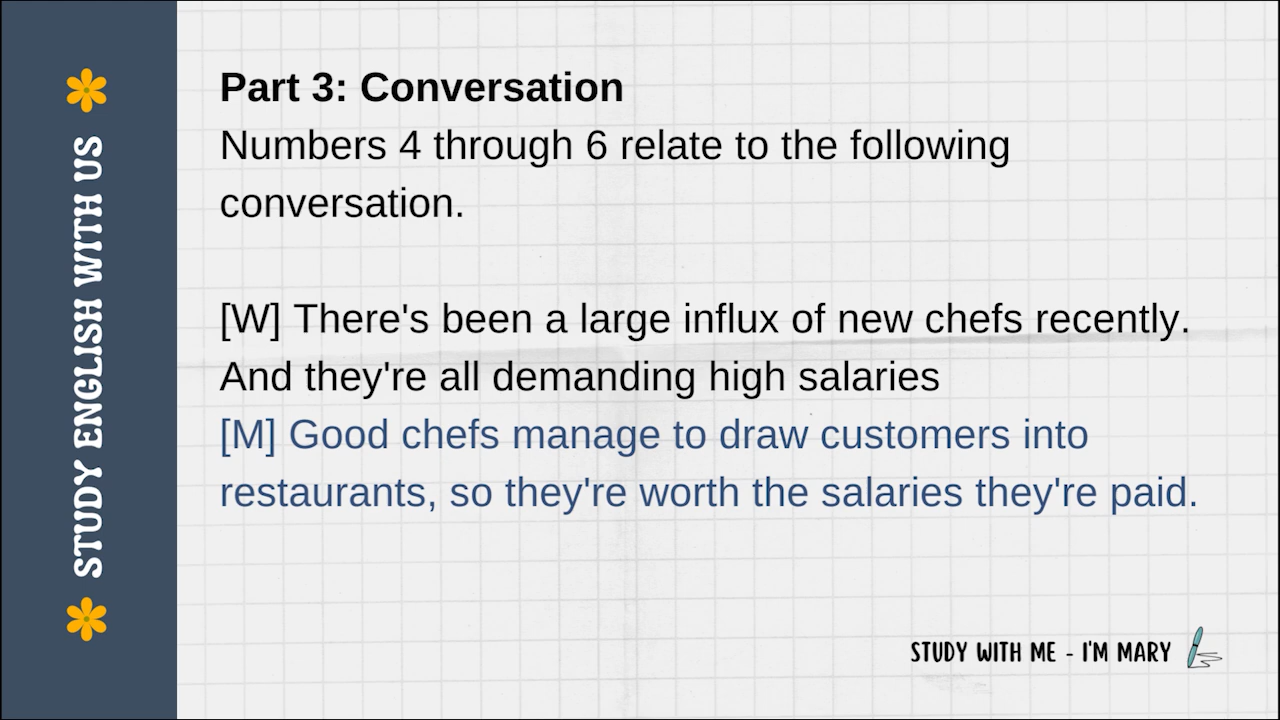 STUDY ENGLISH WITH US
Part 3: Conversation
Numbers 4 through 6 relate to the following
conversation.
[W] There's been a large influx of new chefs recently.
And they're all demanding high salaries
[M] Good chefs manage to draw customers into
restaurants, so they're worth the salaries they're paid.
STUDY WITH ME - I'M MARY